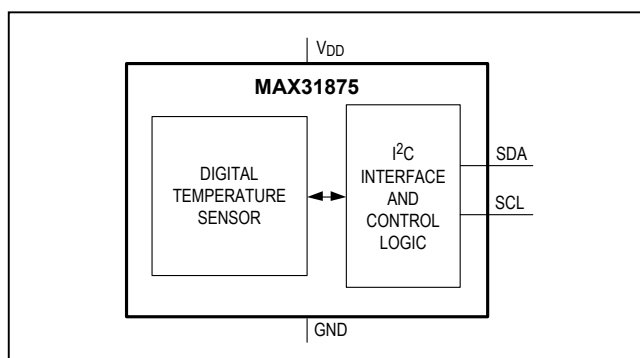 VDD
MAX31875
DIGITAL
TEMPERATURE
SENSOR
I²C
INTERFACE
AND
CONTROL
LOGIC
SDA
SCL
GND